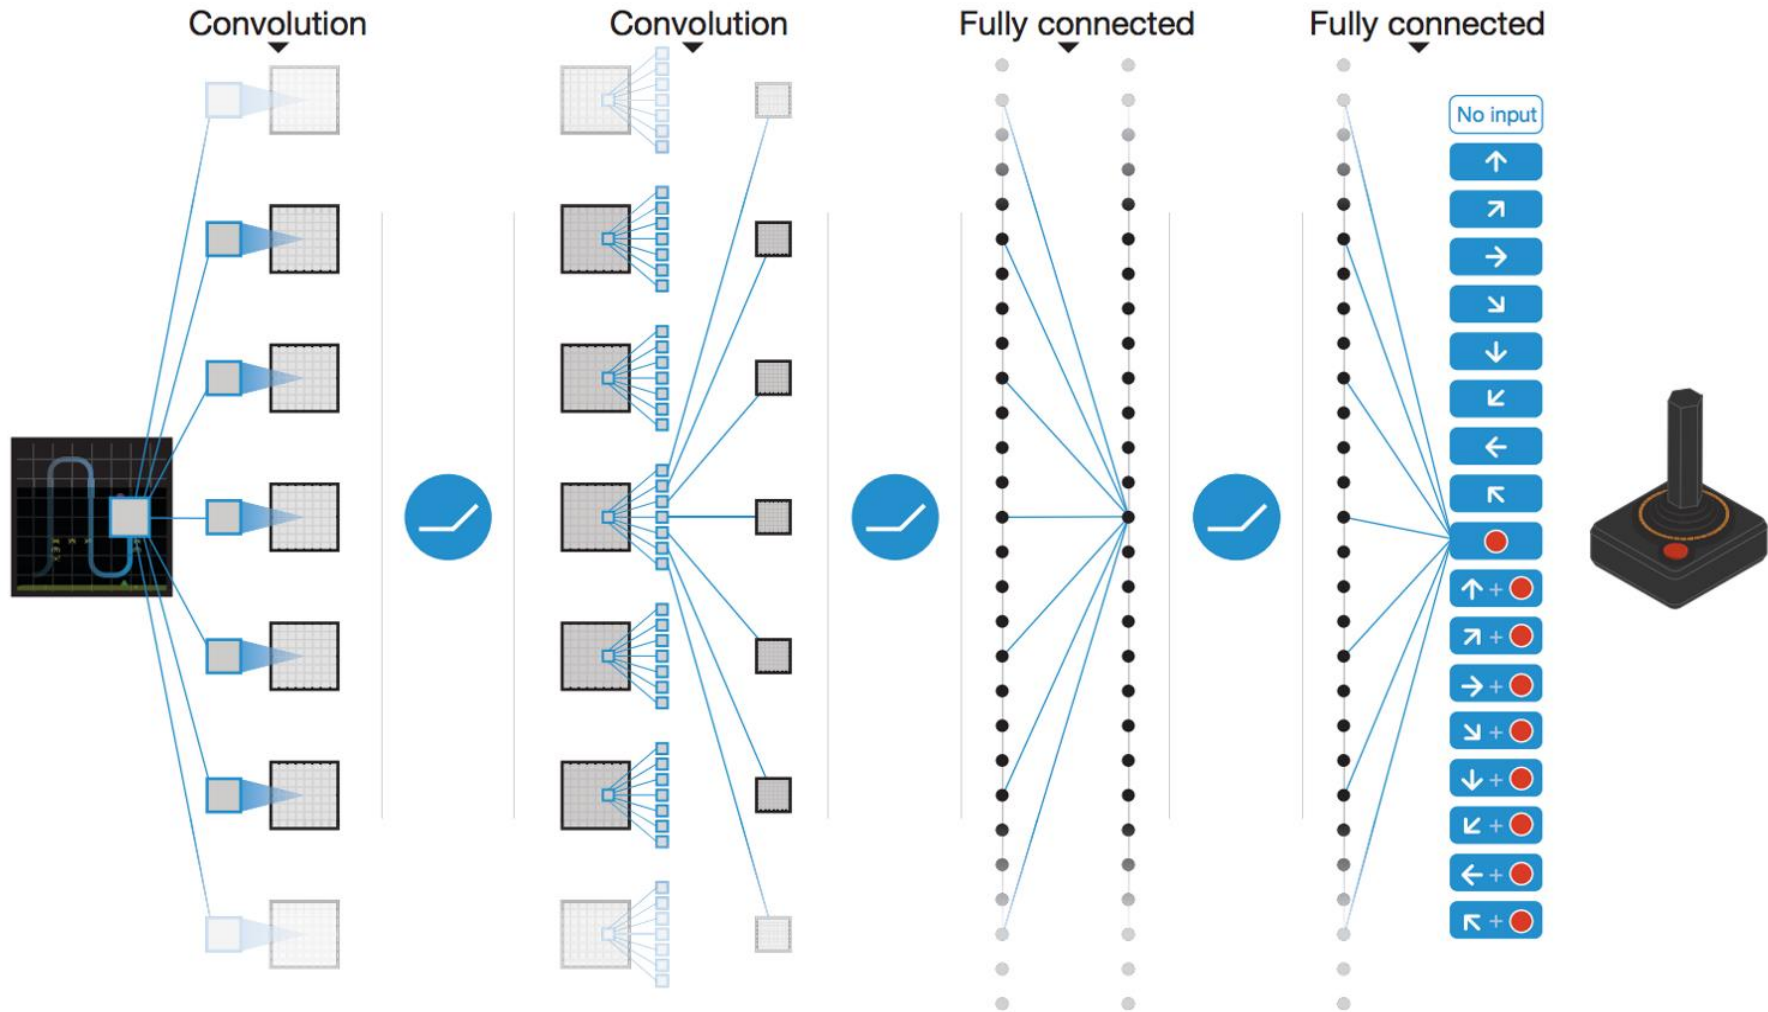 Convolution
Convolution
Fully connected
Fully connected
No input
+
+
+
+
+
+
+
+